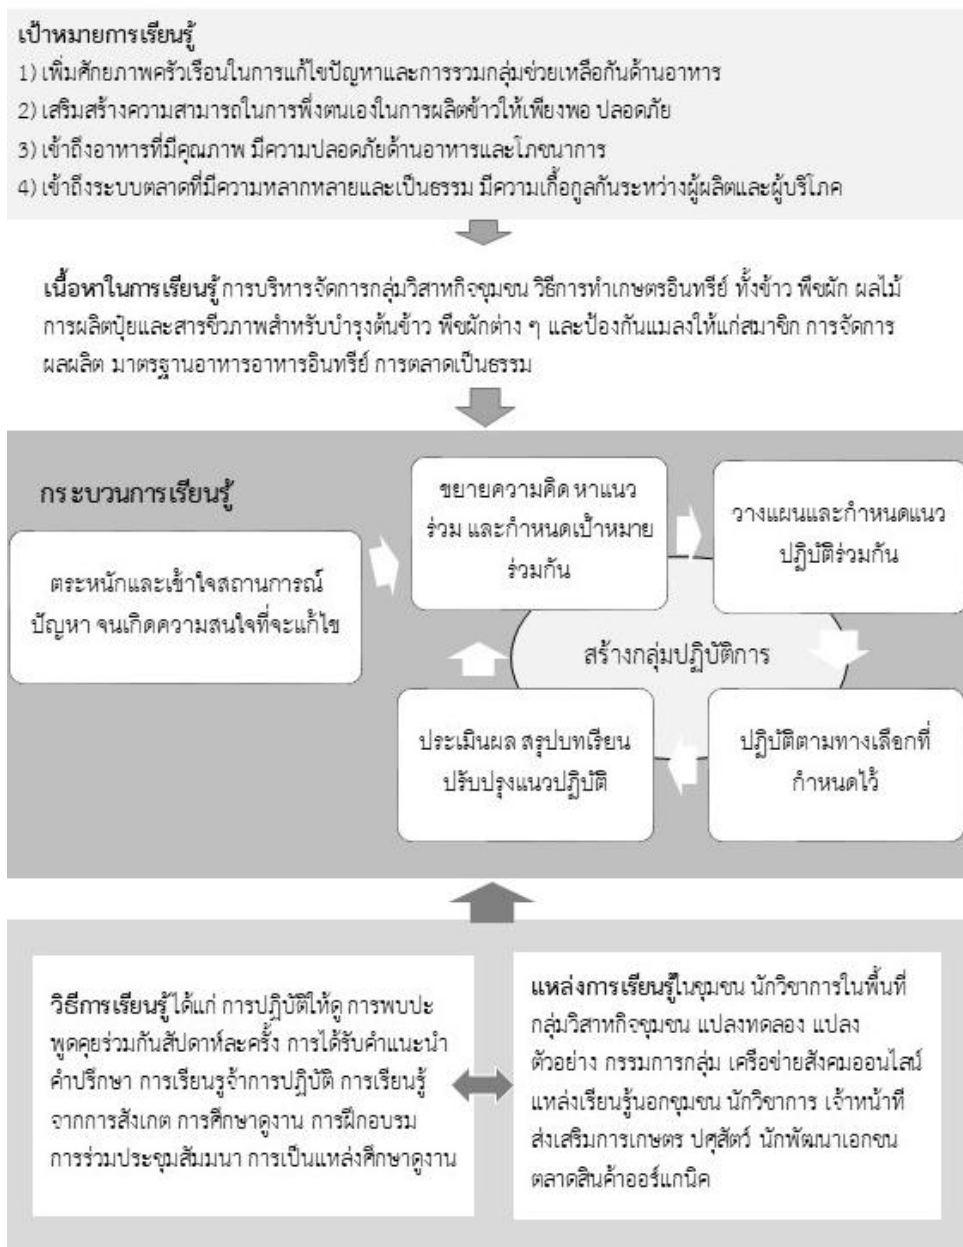 เป้าหมายการเรียนรู้
1) เพิ่มศักยภาพครัวเรือนในการแก้ไขปัญหาและการรวมกลุ่มช่วยเหลือกันด้านอาหาร
2) เสริมสร้างความสามารถในการพึ่งตนเองในการผลิตข้าวให้เพียงพอ ปลอดภัย
3) เข้าถึงอาหารที่มีคุณภาพ มีความปลอดภัยด้านอาหารและโภชนาการ
4) เข้าถึงระบบตลาดที่มีความหลากหลายและเป็นธรรม มีความเกื้อกูลกันระหว่างผู้ผลิตและผู้บริโภค
เนื้อหาในการเรียนรู้ การบริหารจัดการกลุ่มวิสาหกิจชุมชน วิธีการทำเกษตรอินทรีย์ ทั้งข้าว พืชผัก ผลไม้
การผลิตปุ๋ยและสารชีวภาพสำหรับบำรุงต้นข้าว พืชผักต่าง ๆ และป้องกันแมลงให้แก่สมาชิก การจัดการ
ผลผลิต มาตรฐานอาหารอาหารอินทรีย์ การตลาดเป็นธรรม
กระบวนการเรียนรู้
ตระหนักและเข้าใจสถานการณ์
ปัญหา จนเกิดความสนใจที่จะแก้ไข
ขยายความคิด หาแนว
ร่วม และกำหนดเป้าหมาย
ร่วมกัน
วางแผนและกำหนดแนว
ปฏิบัติร่วมกัน
สร้างกลุ่มปฏิบัติการ
ประเมินผล สรุปบทเรียน
ปรับปรุงแนวปฏิบัติ
ปฏิบัติตามทางเลือกที่
กำหนดไว้
วิธีการเรียนรู้ ได้แก่ การปฏิบัติให้ดู การพบปะ
พูดคุยร่วมกันสัปดาห์ละครั้ง การได้รับคำแนะนำ
คำปรึกษา การเรียนรูจ้าการปฏิบัติ การเรียนรู้
จากการสังเกต การศึกษาดูงาน การฝึกอบรม
การร่วมประชุมสัมมนา การเป็นแหล่งศึกษาดูงาน
แหล่งการเรียนรู้ในชุมชน นักวิชาการในพื้นที่
กลุ่มวิสาหกิจชุมชน แปลงทดลอง แปลง
ตัวอย่าง กรรมการกลุ่ม เครือข่ายสังคมออนไลน์
แหล่งเรียนรู้นอกชุมชน นักวิชาการ เจ้าหน้าที่
ส่งเสริมการเกษตร ปศุสัตว์ นักพัฒนาเอกชน
ตลาดสินค้าออร์แกนิค